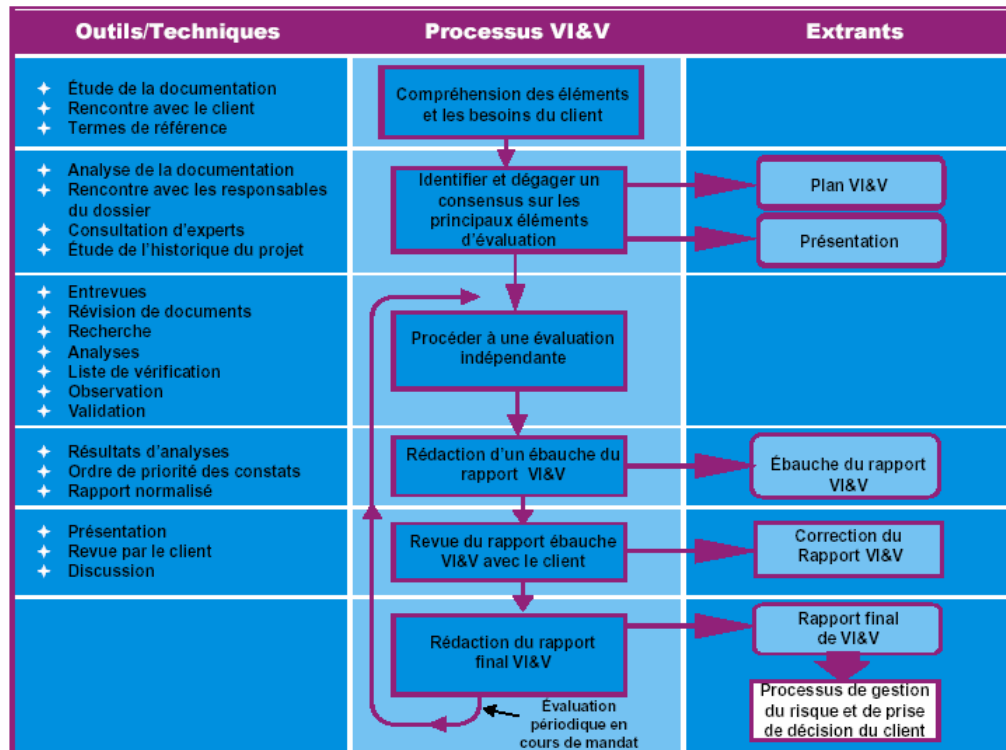 Outils/Techniques
Processus VI&V
Extrants
Étude de la documentation
Rencontre avec le client
Termes de référence
Compréhension des éléments
et les besoins du client
Analyse de la documentation
Rencontre avec les responsables
du dossier
Consultation d'experts
Étude de l'historique du projet
Identifier et dégager un
consensus sur les
principaux éléments
d'évaluation
Plan VI&V
Présentation
Entrevues
Révision de documents
Recherche
Analyses
Liste de vérification
Observation
Validation
Procéder à une évaluation
indépendante
Résultats d'analyses
Ordre de priorité des constats
Rapport normalisé
Rédaction d'un ébauche du
rapport VI&V
Ébauche du rapport
VI&V
Présentation
Revue par le client
Discussion
Revue du rapport ébauche
VI&V avec le client
Correction du
Rapport VI&V
Rédaction du rapport
final VI&V
Rapport final
de VI&V
Évaluation
périodique en
cours de mandat
Processus de gestion
du risque et de prise
de décision du client